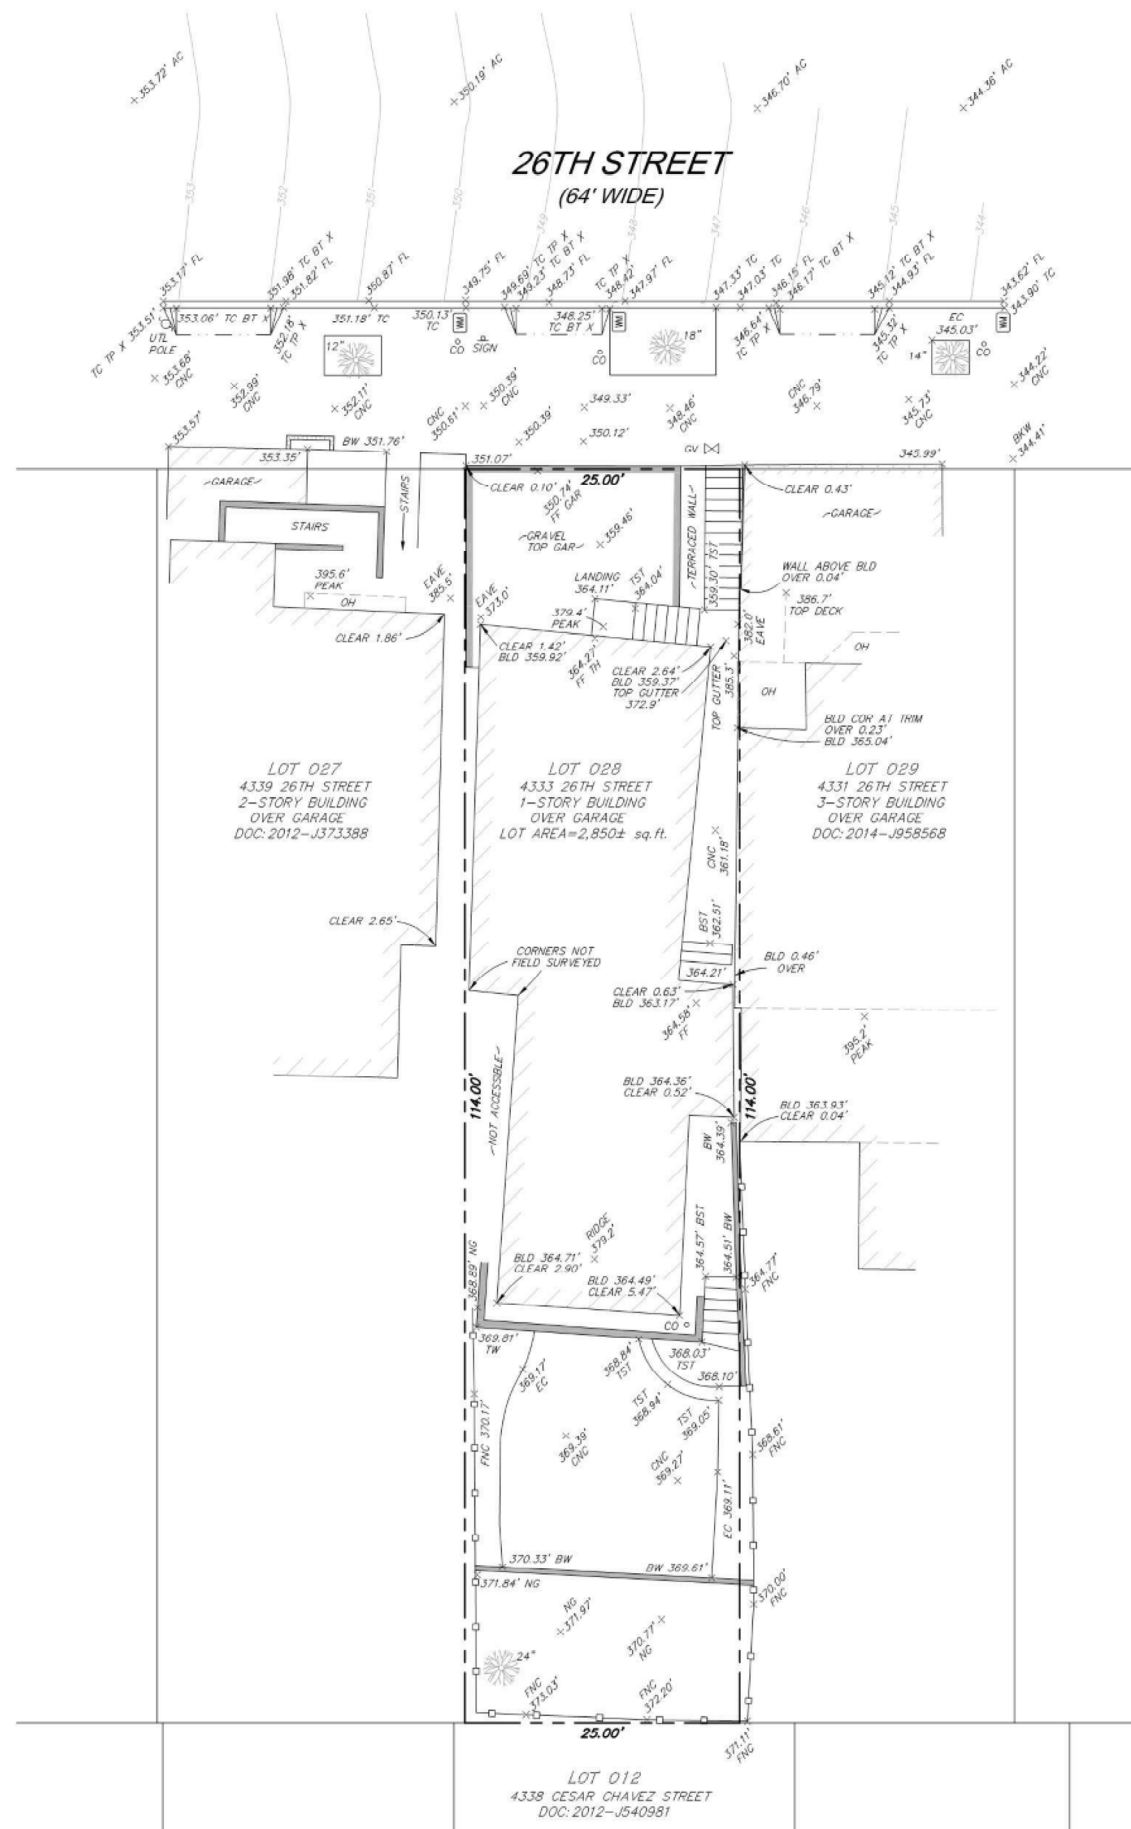 353.72' AC
350.19' AC
346.70' AC
344.36' AC
26TH STREET
(64' WIDE)
353
352
351
350
349
348
347
346
345
344
353.17' FL
351.98' TC BT X
351.82' FL
350.87' FL
349.75' FL
349.69' TC TP X
349.23' TC BT X
348.73' FL
TC TP X
348.42'
347.97' FL
347.33' TC
347.03' TC
346.15' FL
346.17' TC BT X
345.12' TC BT X
344.93' FL
343.62' FL
343.90' TC
TC TP X 353.51'
353.06' TC BT X
352.18'
TC TP X
351.18' TC
350.13'
TC
WM
348.25'
TC BT X
WM
346.64'
TC TP X
345.32'
TC TP X
EC
345.03'
WM
UTL
POLE
12"
CO
SIGN
CO
18"
14"
CO
353.68'
CNC
352.99'
CNC
352.11'
CNC
CNC
350.61'
350.39'
CNC
349.33'
348.46'
CNC
CNC
346.79'
345.73'
CNC
344.22'
CNC
353.57'
353.35'
BW 351.76'
350.39'
350.12'
GV
BKW
344.41'
345.99'
351.07'
25.00'
CLEAR 0.10'
350.74'
FF GAR
CLEAR 0.43'
GARAGE
STAIRS
STAIRS
GRAVEL
TOP GAR
359.46'
TERRACED WALL
359.30' TST
GARAGE
WALL ABOVE BLD
OVER 0.04'
395.6'
PEAK
OH
EAVE
385.6'
EAVE
373.0'
LANDING
364.11'
TST
364.04'
379.4'
PEAK
386.7'
TOP DECK
382.0'
EAVE
OH
CLEAR 1.86'
CLEAR 1.42'
BLD 359.92'
364.27'
FF TH
CLEAR 2.64'
BLD 359.37'
TOP GUTTER
372.9'
TOP GUTTER
385.3'
OH
BLD COR AT TRIM
OVER 0.23'
BLD 365.04'
LOT 027
4339 26TH STREET
2-STORY BUILDING
OVER GARAGE
DOC: 2012-J373388
LOT 028
4333 26TH STREET
1-STORY BUILDING
OVER GARAGE
LOT AREA=2,850± sq.ft.
LOT 029
4331 26TH STREET
3-STORY BUILDING
OVER GARAGE
DOC: 2014-J958568
CNC
361.18'
CLEAR 2.65'
BST
362.51'
CORNERS NOT
FIELD SURVEYED
364.21'
BLD 0.46'
OVER
CLEAR 0.63'
BLD 363.17'
364.58'
FF
395.2'
PEAK
114.00'
NOT ACCESSIBLE
BLD 364.36'
CLEAR 0.52'
114.00'
BLD 363.93'
CLEAR 0.04'
BW
364.39'
RIDGE
379.2'
368.89' NG
BLD 364.71'
CLEAR 2.90'
BLD 364.49'
CLEAR 5.47'
364.57' BST
364.51' BW
364.77'
FNC
CO
369.81'
TW
368.84'
TST
368.03'
TST
369.17'
EC
368.10'
TST
368.94'
TST
369.05'
FNC 370.17'
369.39'
CNC
CNC
369.27'
368.61'
FNC
EC 369.11'
370.33' BW
BW 369.61'
371.84' NG
370.00'
FNC
NG
371.97'
370.77'
NG
24"
FNC
373.03'
FNC
372.20'
25.00'
371.11'
FNC
LOT 012
4338 CESAR CHAVEZ STREET
DOC: 2012-J540981